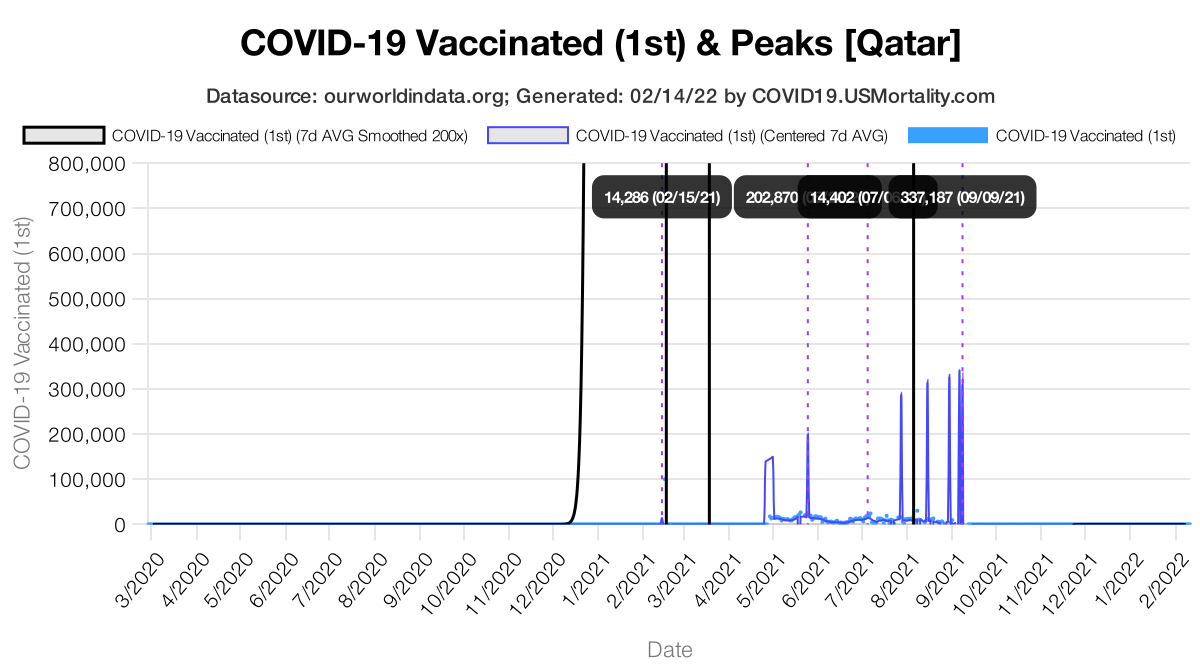 COVID-19 Vaccinated (1st) & Peaks [Qatar]
Datasource: ourworldindata.org; Generated: 02/14/22 by COVID19.USMortality.com
COVID-19 Vaccinated (1st) (7d AVG Smoothed 200x) COVID-19 Vaccinated (1st) (Centered 7d AVG) COVID-19 Vaccinated (1st)
800,000
14,286 (02/15/21) 202,870 14,402 (07/0 337,187 (09/09/21)
700,000
600,000
500,000
400,000
300,000
200,000
100,000
0
COVID-19 Vaccinated (1st)
3/2020 4/2020 5/2020 6/2020 7/2020 8/2020 9/2020 10/2020 11/2020 12/2020 1/2021 2/2021 3/2021 4/2021 5/2021 6/2021 7/2021 8/2021 9/2021 10/2021 11/2021 12/2021 1/2022 2/2022
Date